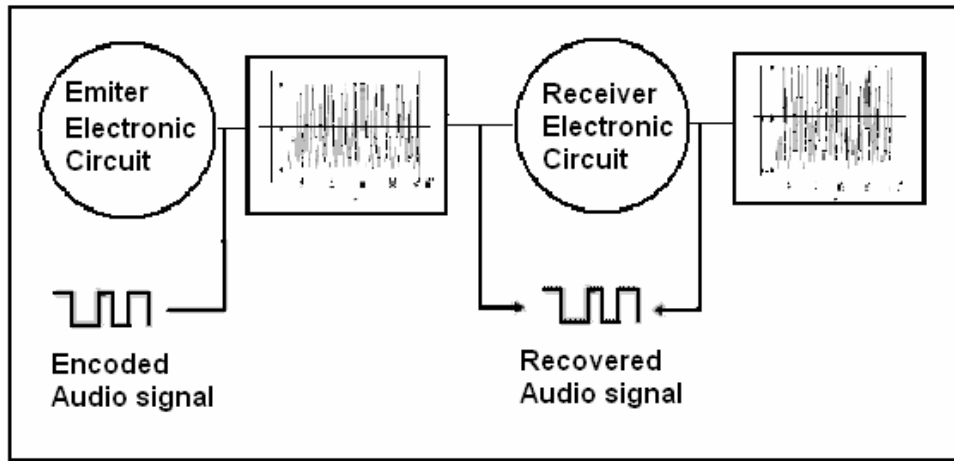 Emiter
Electronic
Circuit
Receiver
Electronic
Circuit
Encoded
Audio signal
Recovered
Audio signal